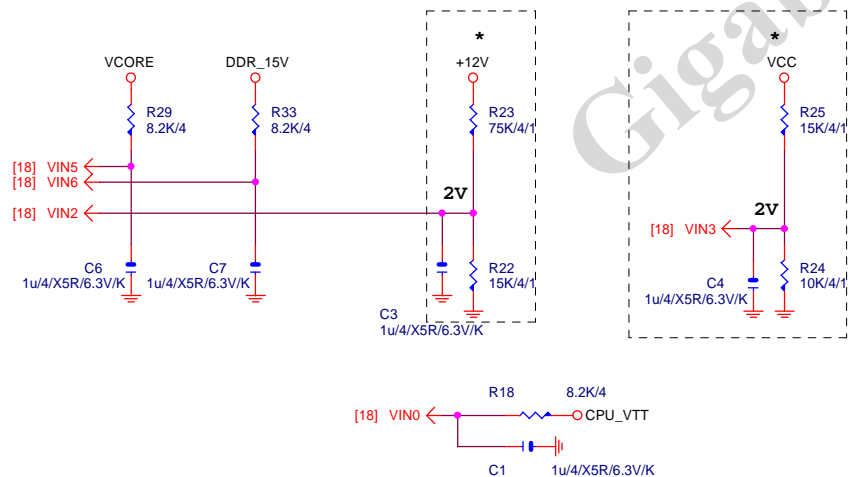 *
*
VCORE
DDR_15V
+12V
VCC
R29
8.2K/4
R33
8.2K/4
R23
75K/4/1
R25
15K/4/1
[18] VIN5
[18] VIN6
[18] VIN2
2V
2V
[18] VIN3
C6
1u/4/X5R/6.3V/K
C7
1u/4/X5R/6.3V/K
R22
15K/4/1
C3
1u/4/X5R/6.3V/K
C4
1u/4/X5R/6.3V/K
R24
10K/4/1
R18
8.2K/4
[18] VIN0
CPU_VTT
C1
1u/4/X5R/6.3V/K